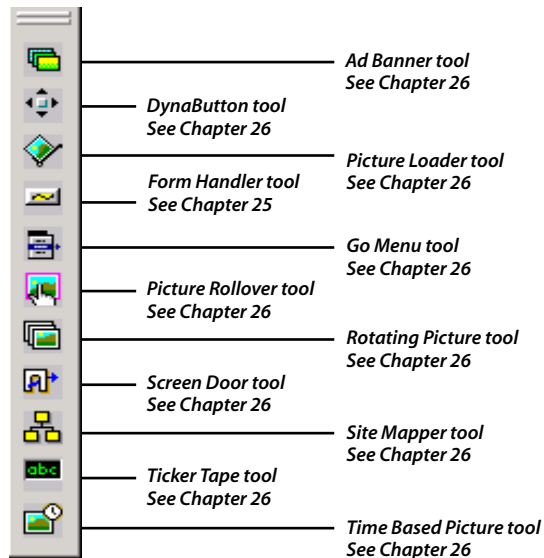 Ad Banner tool
See Chapter 26
DynaButton tool
See Chapter 26
Picture Loader tool
See Chapter 26
Form Handler tool
See Chapter 25
Go Menu tool
See Chapter 26
Picture Rollover tool
See Chapter 26
Rotating Picture tool
See Chapter 26
Screen Door tool
See Chapter 26
Site Mapper tool
See Chapter 26
abc
Ticker Tape tool
See Chapter 26
Time Based Picture tool
See Chapter 26